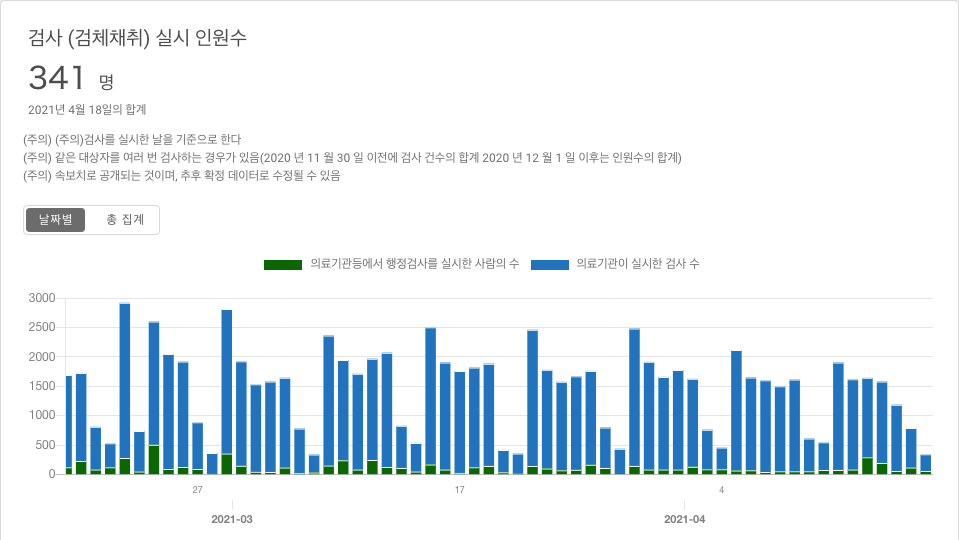 검사 (검체채취) 실시 인원수
341 명
2021년 4월 18일의 합계
(주의) (주의)검사를 실시한 날을 기준으로 한다
(주의) 같은 대상자를 여러 번 검사하는 경우가 있음(2020 년 11 월 30 일 이전에 검사 건수의 합계 2020 년 12 월 1 일 이후는 인원수의 합계)
(주의) 속보치로 공개되는 것이며, 추후 확정 데이터로 수정될 수 있음
날짜별 총 집계
의료기관등에서 행정검사를 실시한 사람의 수 의료기관이 실시한 검사 수
3000
2500
2000
1500
1000
500
0
27 17 4
2021-03 2021-04